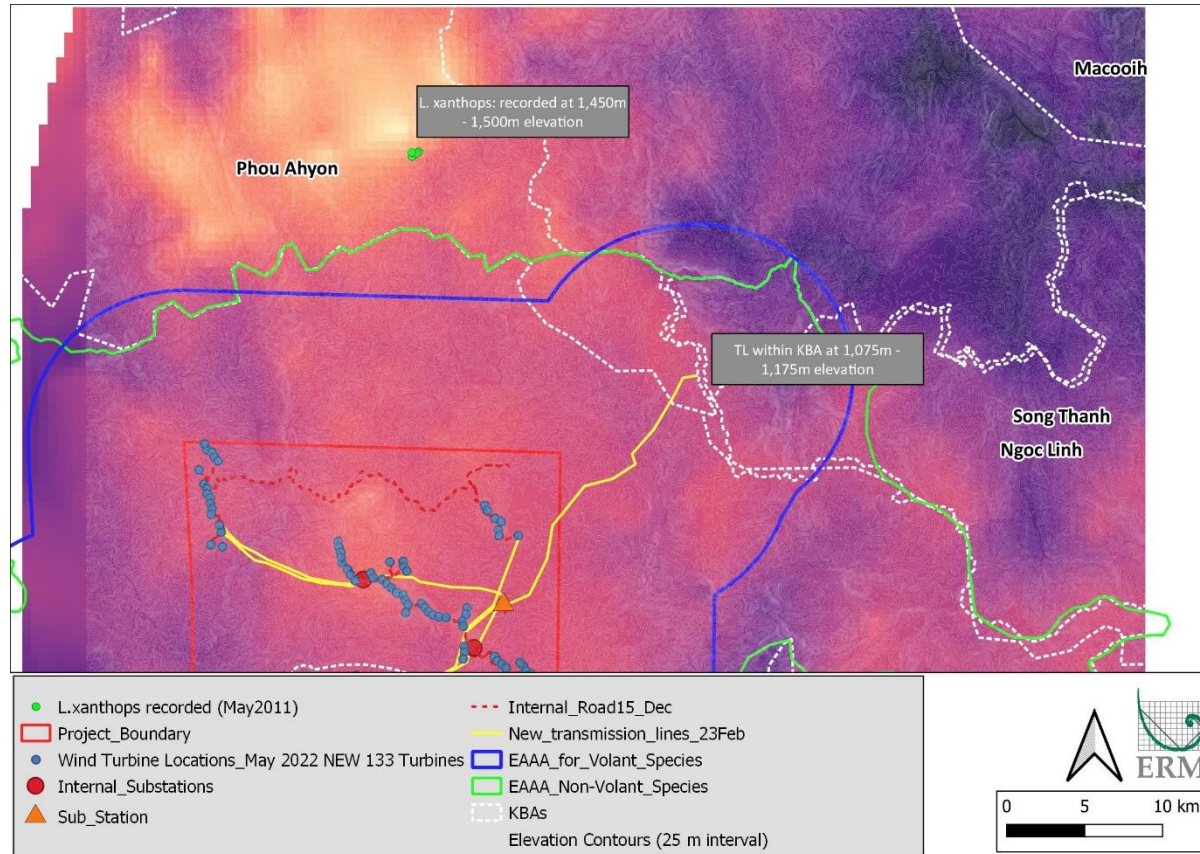 Macooih
L. xanthops: recorded at 1,450m
- 1,500m elevation
Phou Ahyon
TL within KBA at 1,075m -
1,175m elevation
Song Thanh
Ngoc Linh
L.xanthops recorded (May2011)
Project_Boundary
Wind Turbine Locations_May 2022 NEW 133 Turbines
Internal_Substations
Sub_Station
Internal_Road15_Dec
New_transmission_lines_23Feb
EAAA_for_Volant_Species
EAAA_Non-Volant_Species
KBAs
Elevation Contours (25 m interval)
ERM
0 5 10 km